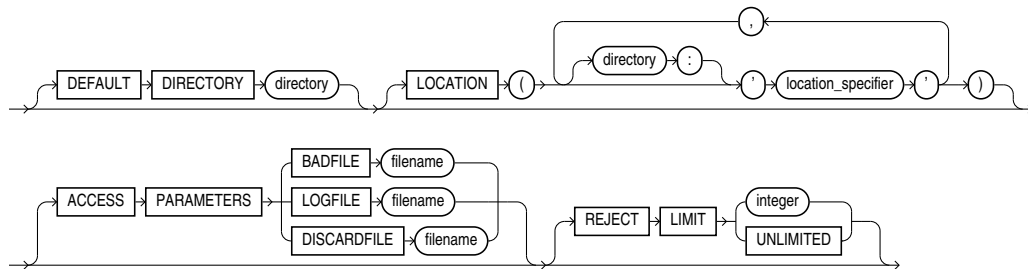 ,
directory :
DEFAULT DIRECTORY directory LOCATION ( ' location_specifier ' )
BADFILE filename
ACCESS PARAMETERS LOGFILE filename
DISCARDFILE filename
integer
REJECT LIMIT
UNLIMITED